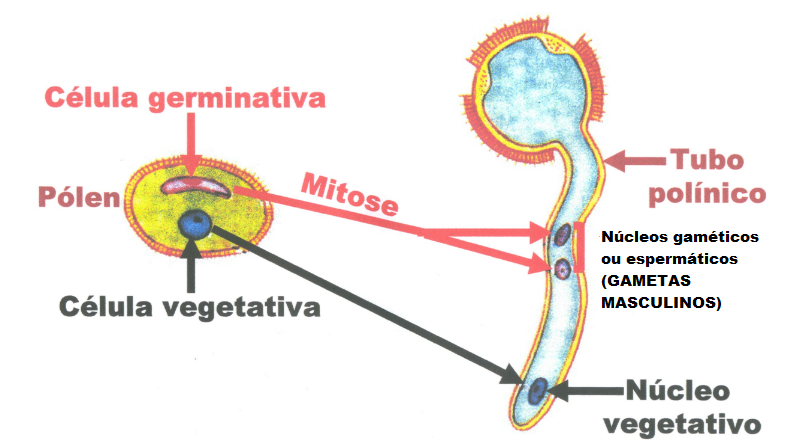 Célula germinativa
Pólen
Mitose
Célula vegetativa
Tubo
polínico
Núcleos gaméticos
ou espermáticos
(GAMETAS
MASCULINOS)
Núcleo
vegetativo